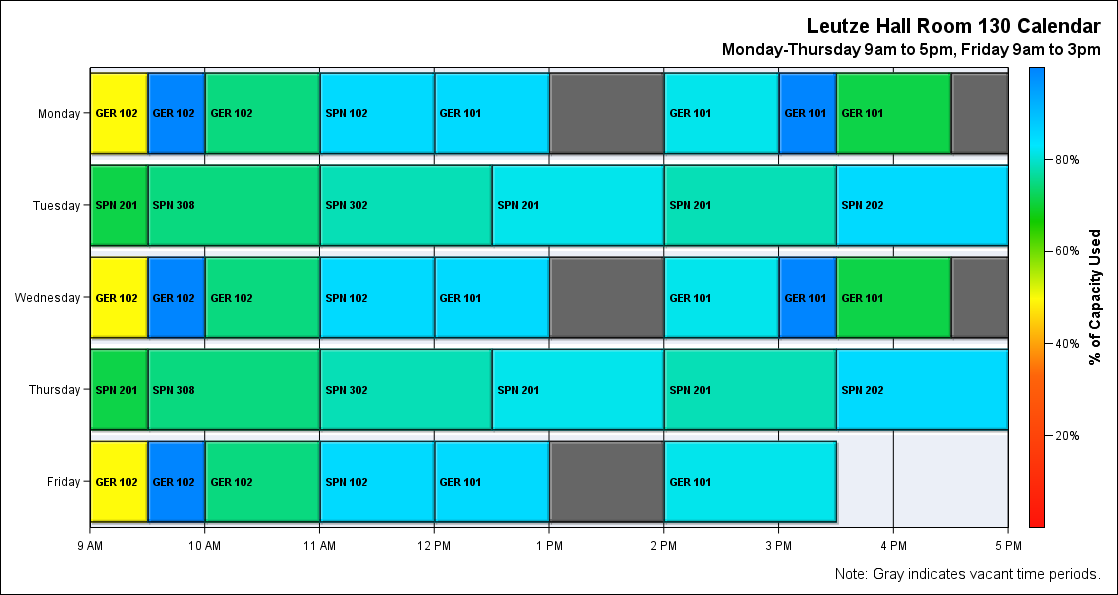 Leutze Hall Room 130 Calendar
Monday-Thursday 9am to 5pm, Friday 9am to 3pm
Monday
GER 102 GER 102 GER 102 SPN 102 GER 101 GER 101 GER 101 GER 101
Tuesday
SPN 201 SPN 308 SPN 302 SPN 201 SPN 201 SPN 202
Wednesday
GER 102 GER 102 GER 102 SPN 102 GER 101 GER 101 GER 101 GER 101
Thursday
SPN 201 SPN 308 SPN 302 SPN 201 SPN 201 SPN 202
Friday
GER 102 GER 102 GER 102 SPN 102 GER 101 GER 101
9 AM 10 AM 11 AM 12 PM 1 PM 2 PM 3 PM 4 PM 5 PM
80%
60%
40%
20%
% of Capacity Used
Note: Gray indicates vacant time periods.